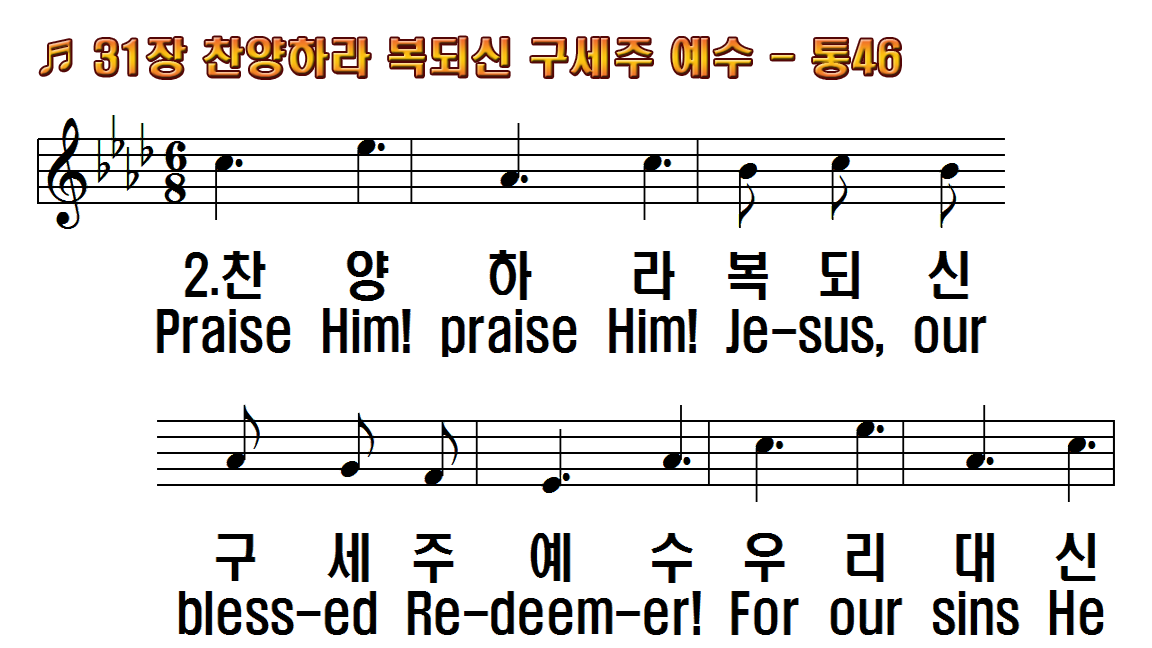 ♬ 31장 찬양하라 복되신 구세주 예수 - 통46
6
8
2.찬 양 하 라 복 되 신
Praise Him! praise Him! Je-sus, our
구 세 주 예 수 우 리 대 신
bless-ed Re-deem-er! For our sins He